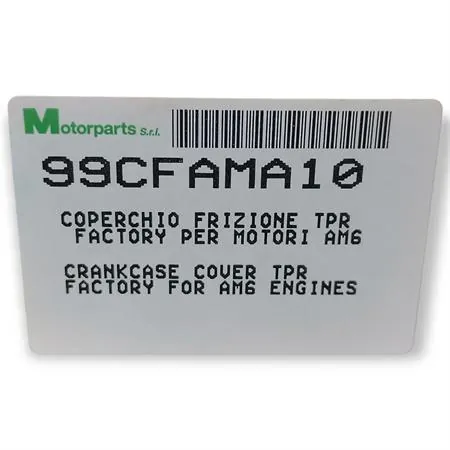 Motorparts s.r.l.
99CFAMA10
COPERCHIO FRIZIONE TPR
FACTORY PER MOTORI AM6
CRANKCASE COVER TPR
FACTORY FOR AM6 ENGINES